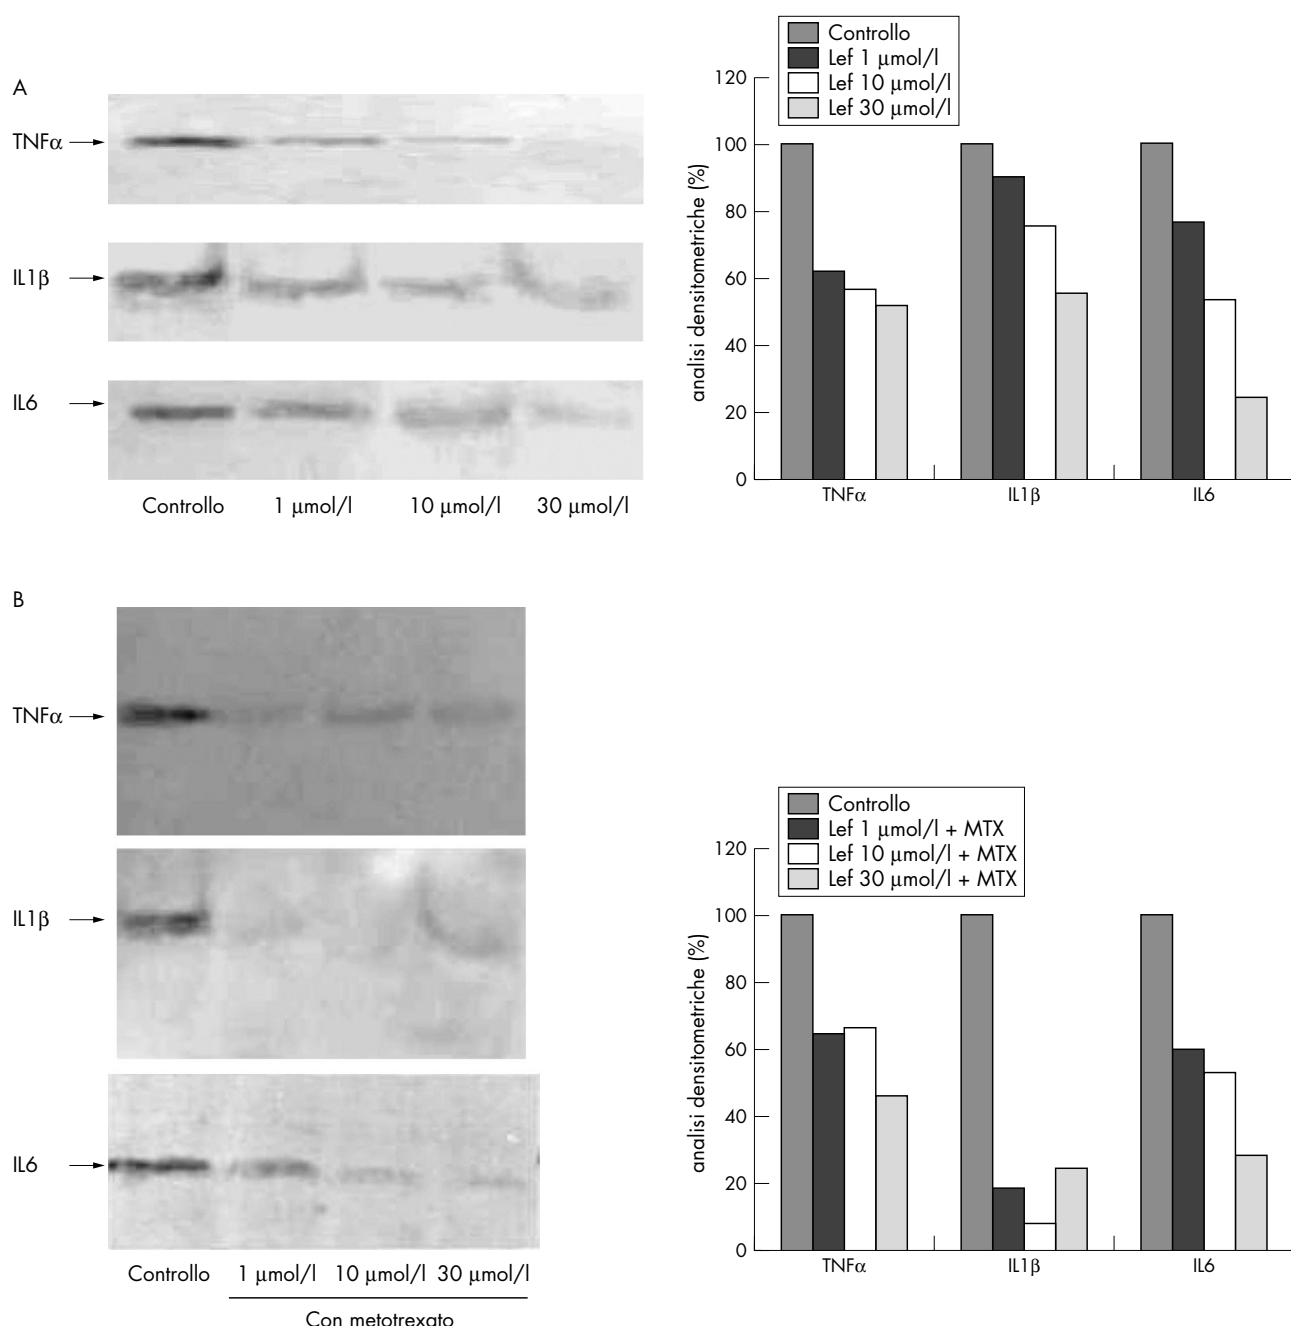 A
TNFα
IL1β
IL6
Controllo 1 μmol/l 10 μmol/l 30 μmol/l
Controllo
Lef 1 μmol/l
Lef 10 μmol/l
Lef 30 μmol/l
analisi densitometriche (%)
120
100
80
60
40
20
0
TNFα IL1β IL6
B
TNFα
IL1β
IL6
Controllo 1 μmol/l 10 μmol/l 30 μmol/l
Con metotrexato
Controllo
Lef 1 μmol/l + MTX
Lef 10 μmol/l + MTX
Lef 30 μmol/l + MTX
analisi densitometriche (%)
120
100
80
60
40
20
0
TNFα IL1β IL6